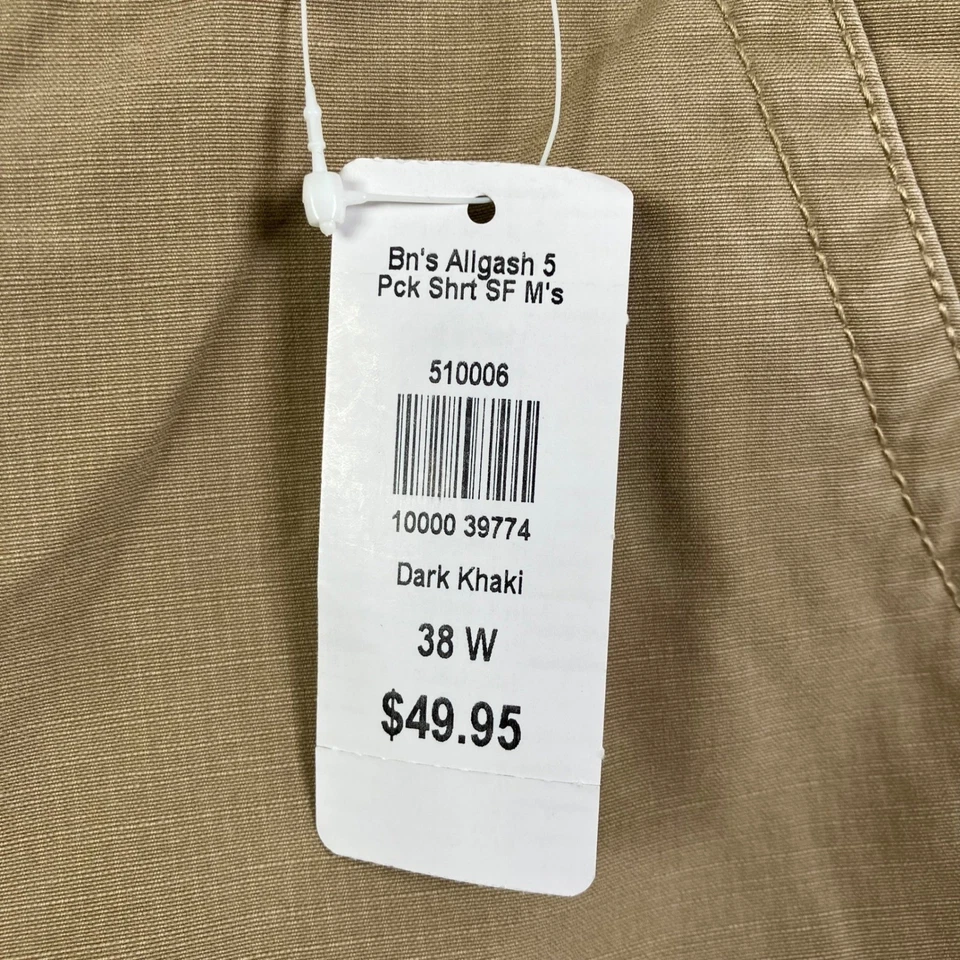 Bn's Allgash 5
Pck Shrt SF M's
510006
10000 39774
Dark Khaki
38 W
$49.95